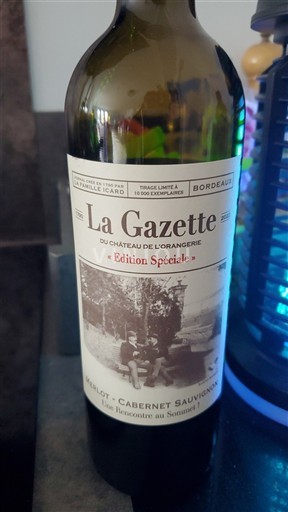 LA FAMILLE ICARD
TIRAGE LIMITÉ À
10 000 EXEMPLAIRES
BORDEAUX
La Gazette
DU CHÂTEAU DE L'ORANGERIE
« Edition Spéciale »
MERLOT - CABERNET SAUVIGNON
Une Rencontre au Sommet !